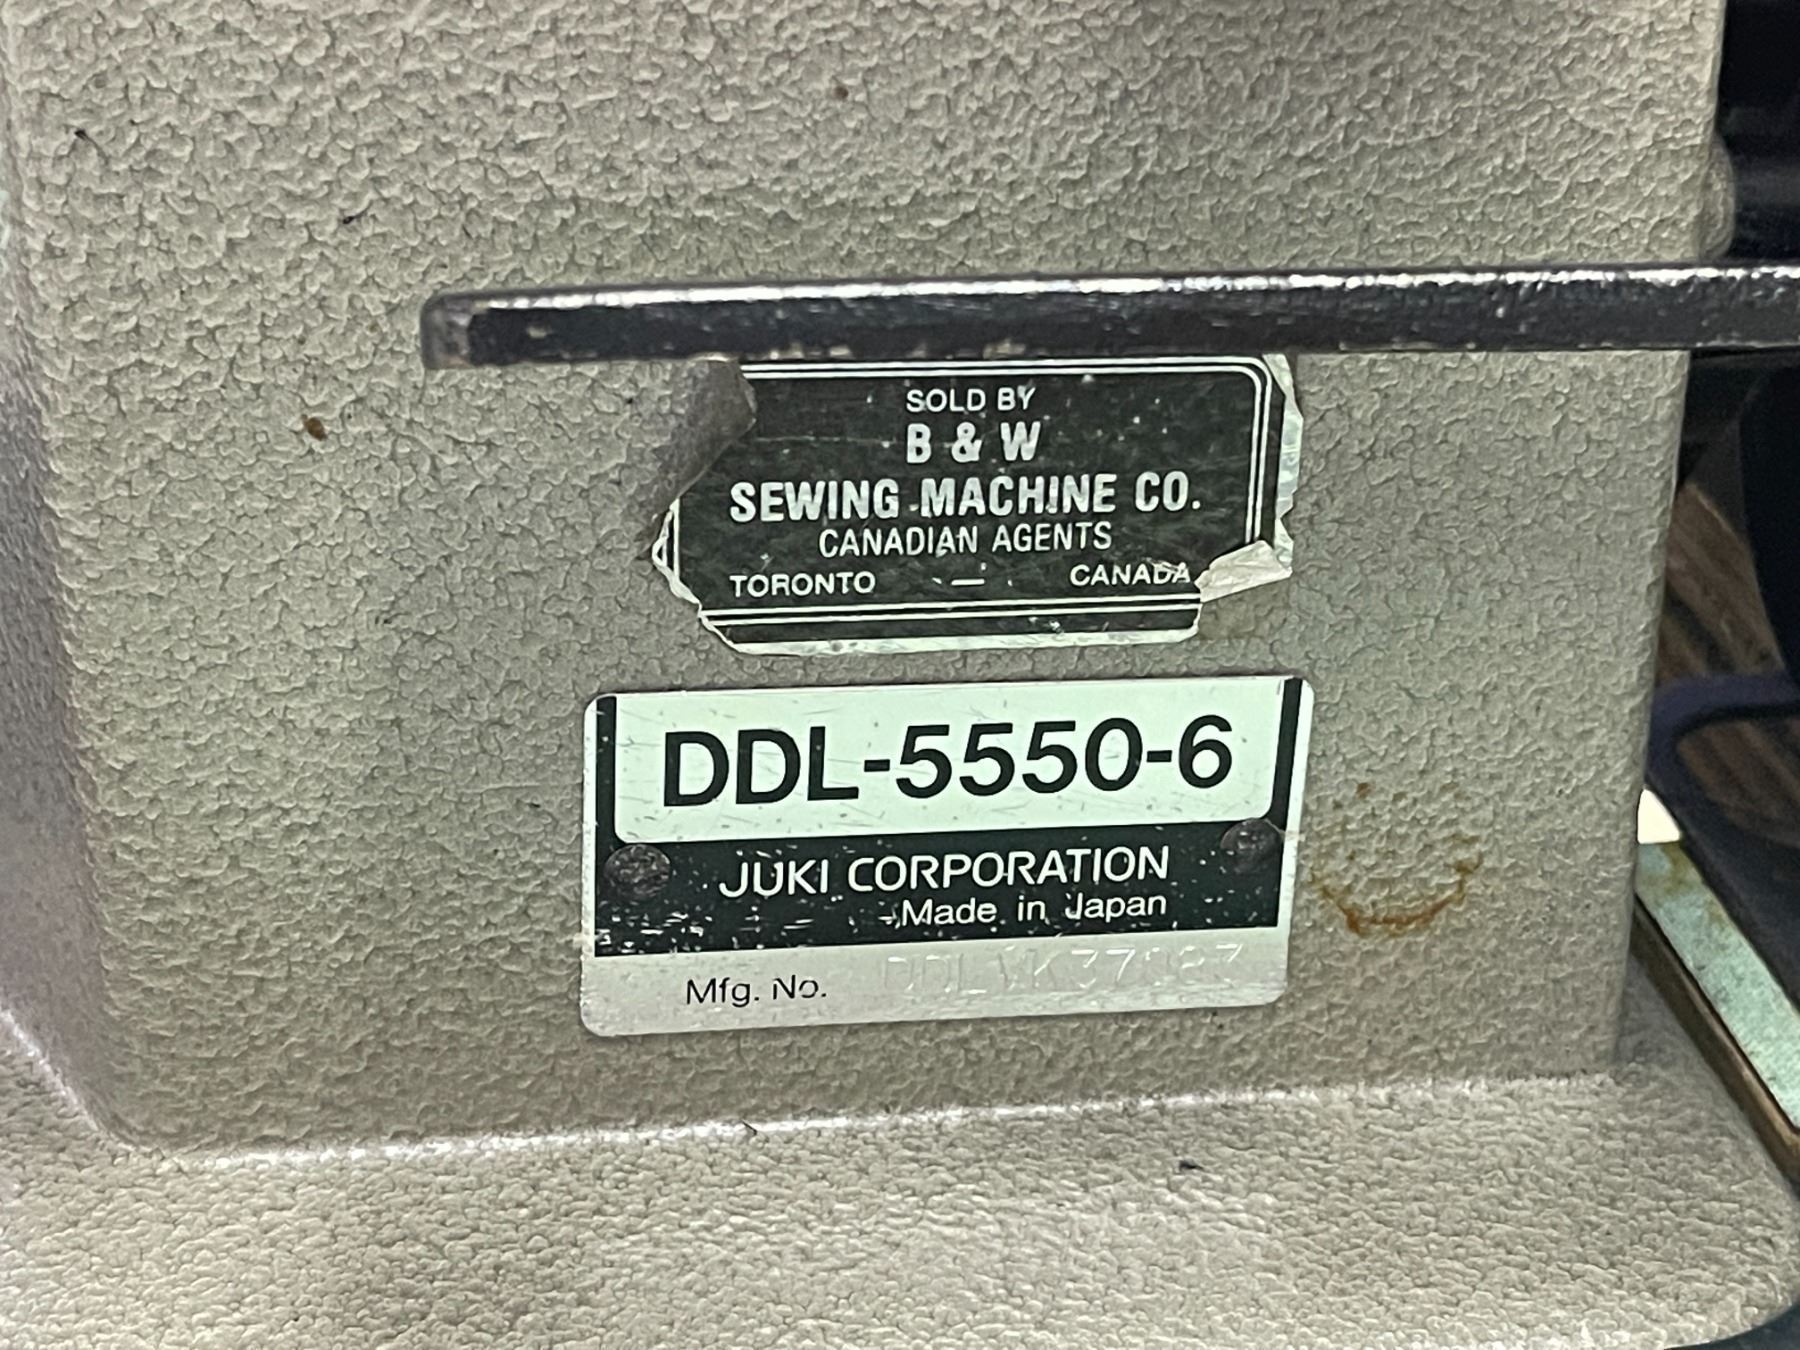 SOLD BY
B & W
SEWING MACHINE CO.
CANADIAN AGENTS
TORONTO — CANADA
DDL-5550-6
JUKI CORPORATION
Made in Japan
Mfg. No.